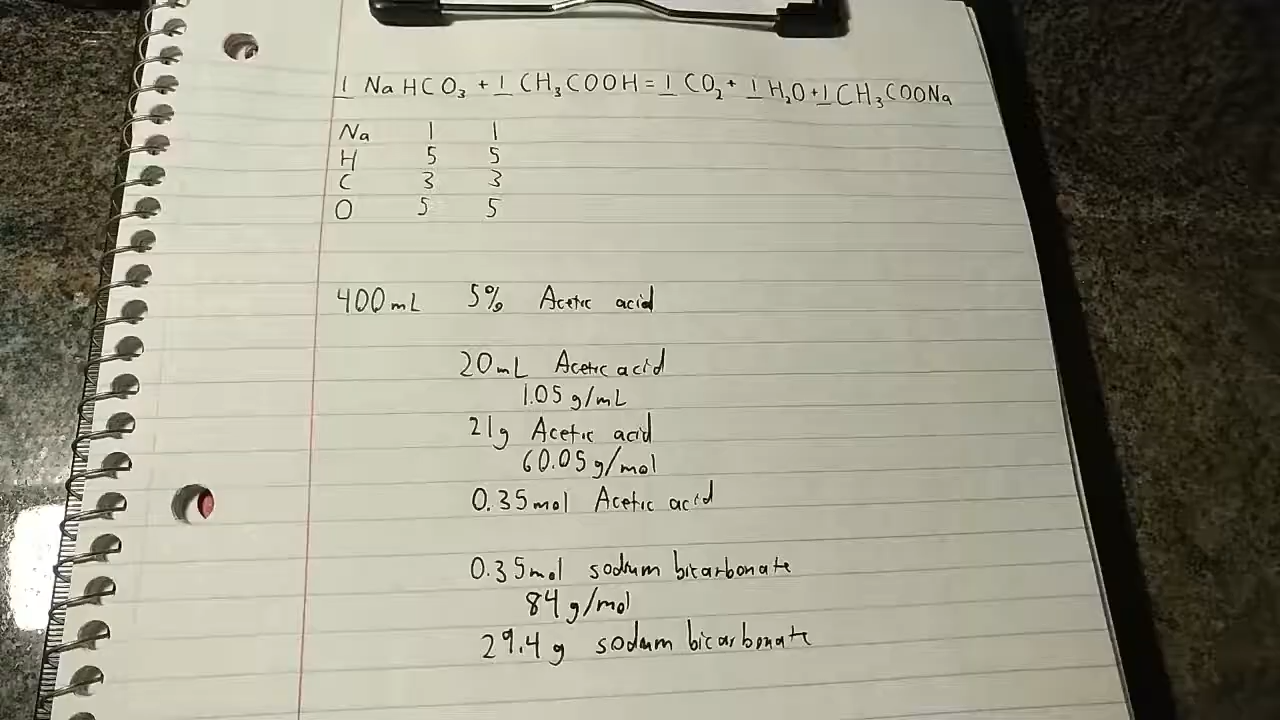 1 NaHCO₃ + 1 CH₃COOH = 1 CO₂ + 1 H₂O + 1 CH₃COONa
Na 1 1
H 5 5
C 3 3
O 5 5
400mL 5% Acetic acid
20mL Acetic acid
1.05 g/mL
21g Acetic acid
60.05 g/mol
0.35mol Acetic acid
0.35mol sodium bicarbonate
84 g/mol
29.4 g sodium bicarbonate